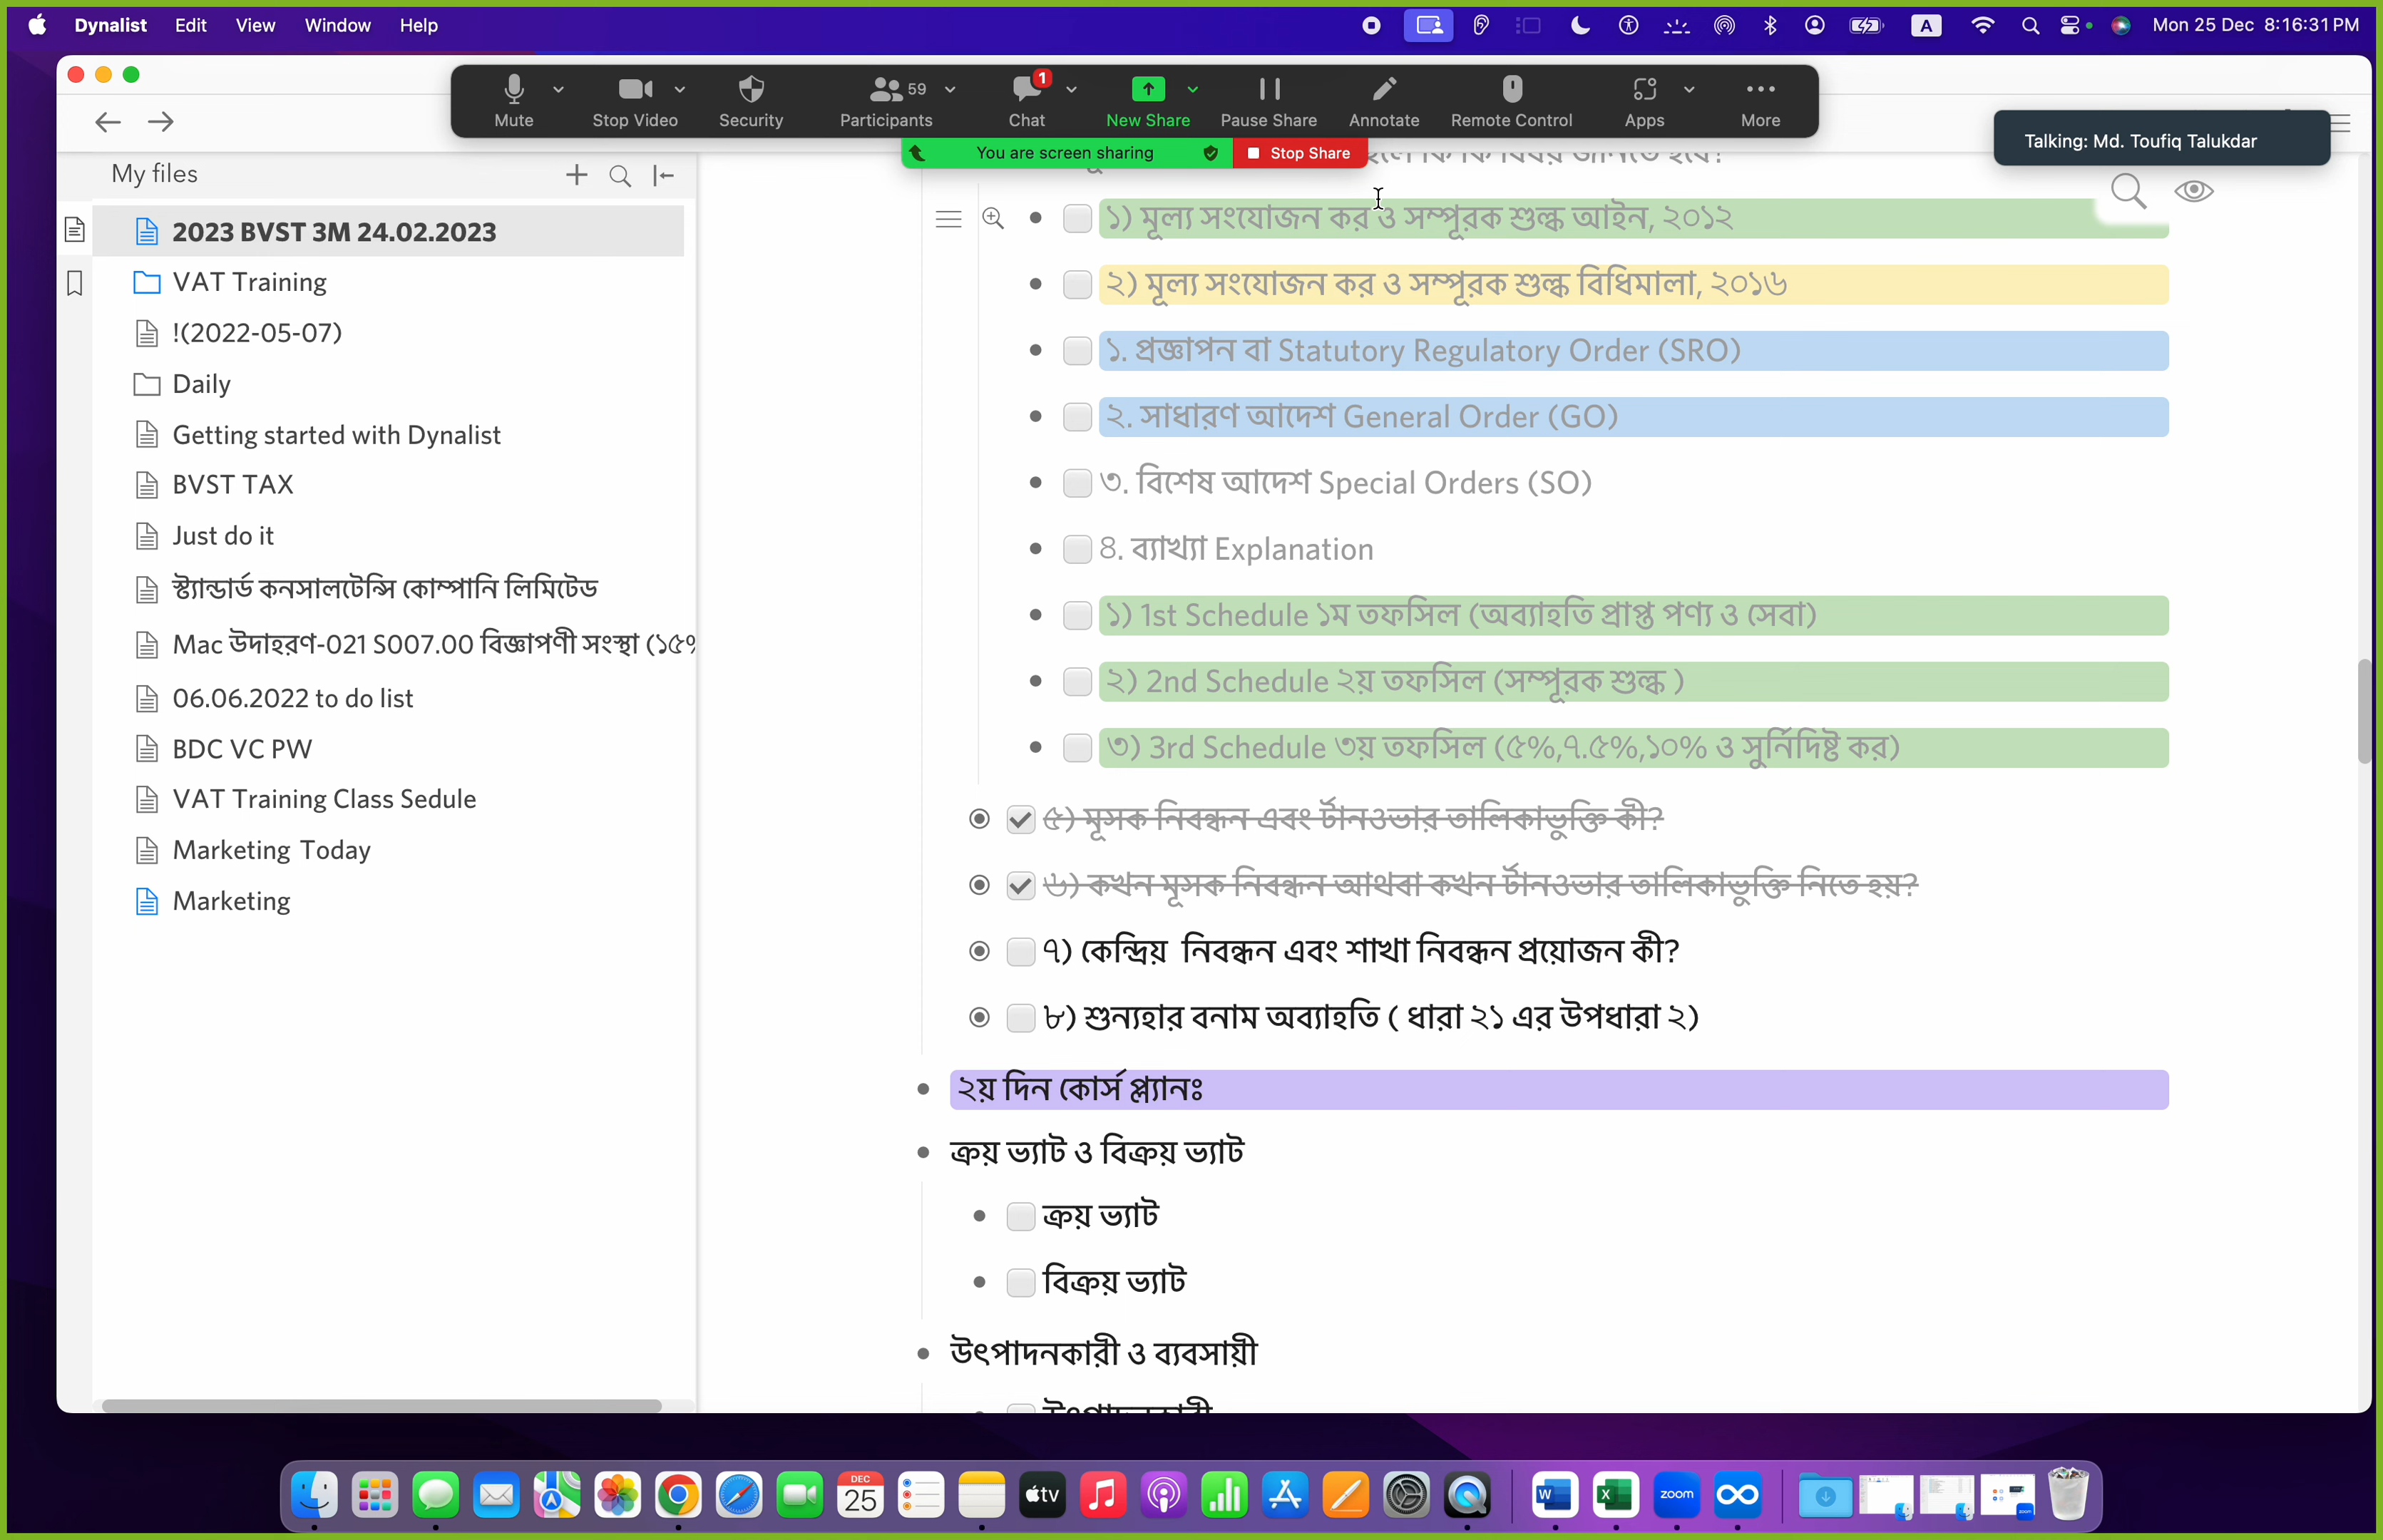 Dynalist Edit View Window Help
A
Mon 25 Dec 8:16:31 PM
Mute
Stop Video
Security
59
Participants
1
Chat
New Share
Pause Share
Annotate
Remote Control
Apps
More
You are screen sharing
Stop Share
Talking: Md. Toufiq Talukdar
My files
2023 BVST 3M 24.02.2023
VAT Training
!(2022-05-07)
Daily
Getting started with Dynalist
BVST TAX
Just do it
স্ট্যান্ডার্ড কনসালটেন্সি কোম্পানি লিমিটেড
Mac উদাহরণ-021 S007.00 বিজ্ঞাপণী সংস্থা (১৫%
06.06.2022 to do list
BDC VC PW
VAT Training Class Sedule
Marketing Today
Marketing
১) মূল্য সংযোজন কর ও সম্পূরক শুল্ক আইন, ২০১২
২) মূল্য সংযোজন কর ও সম্পূরক শুল্ক বিধিমালা, ২০১৬
১. প্রজ্ঞাপন বা Statutory Regulatory Order (SRO)
২. সাধারণ আদেশ General Order (GO)
৩. বিশেষ আদেশ Special Orders (SO)
৪. ব্যাখ্যা Explanation
১) 1st Schedule ১ম তফসিল (অব্যাহতি প্রাপ্ত পণ্য ও সেবা)
২) 2nd Schedule ২য় তফসিল (সম্পূরক শুল্ক )
৩) 3rd Schedule ৩য় তফসিল (৫%,৭.৫%,১০% ও সুর্নিদিষ্ট কর)
৫) মূসক নিবন্ধন এবং র্টানওভার তালিকাভুক্তি কী?
৬) কখন মূসক নিবন্ধন আথবা কখন র্টানওভার তালিকাভুক্তি নিতে হয়?
৭) কেন্দ্রিয় নিবন্ধন এবং শাখা নিবন্ধন প্রয়োজন কী?
৮) শুন্যহার বনাম অব্যাহতি ( ধারা ২১ এর উপধারা ২)
২য় দিন কোর্স প্ল্যানঃ
ক্রয় ভ্যাট ও বিক্রয় ভ্যাট
ক্রয় ভ্যাট
বিক্রয় ভ্যাট
উৎপাদনকারী ও ব্যবসায়ী
DEC
25
tv
W
X
zoom